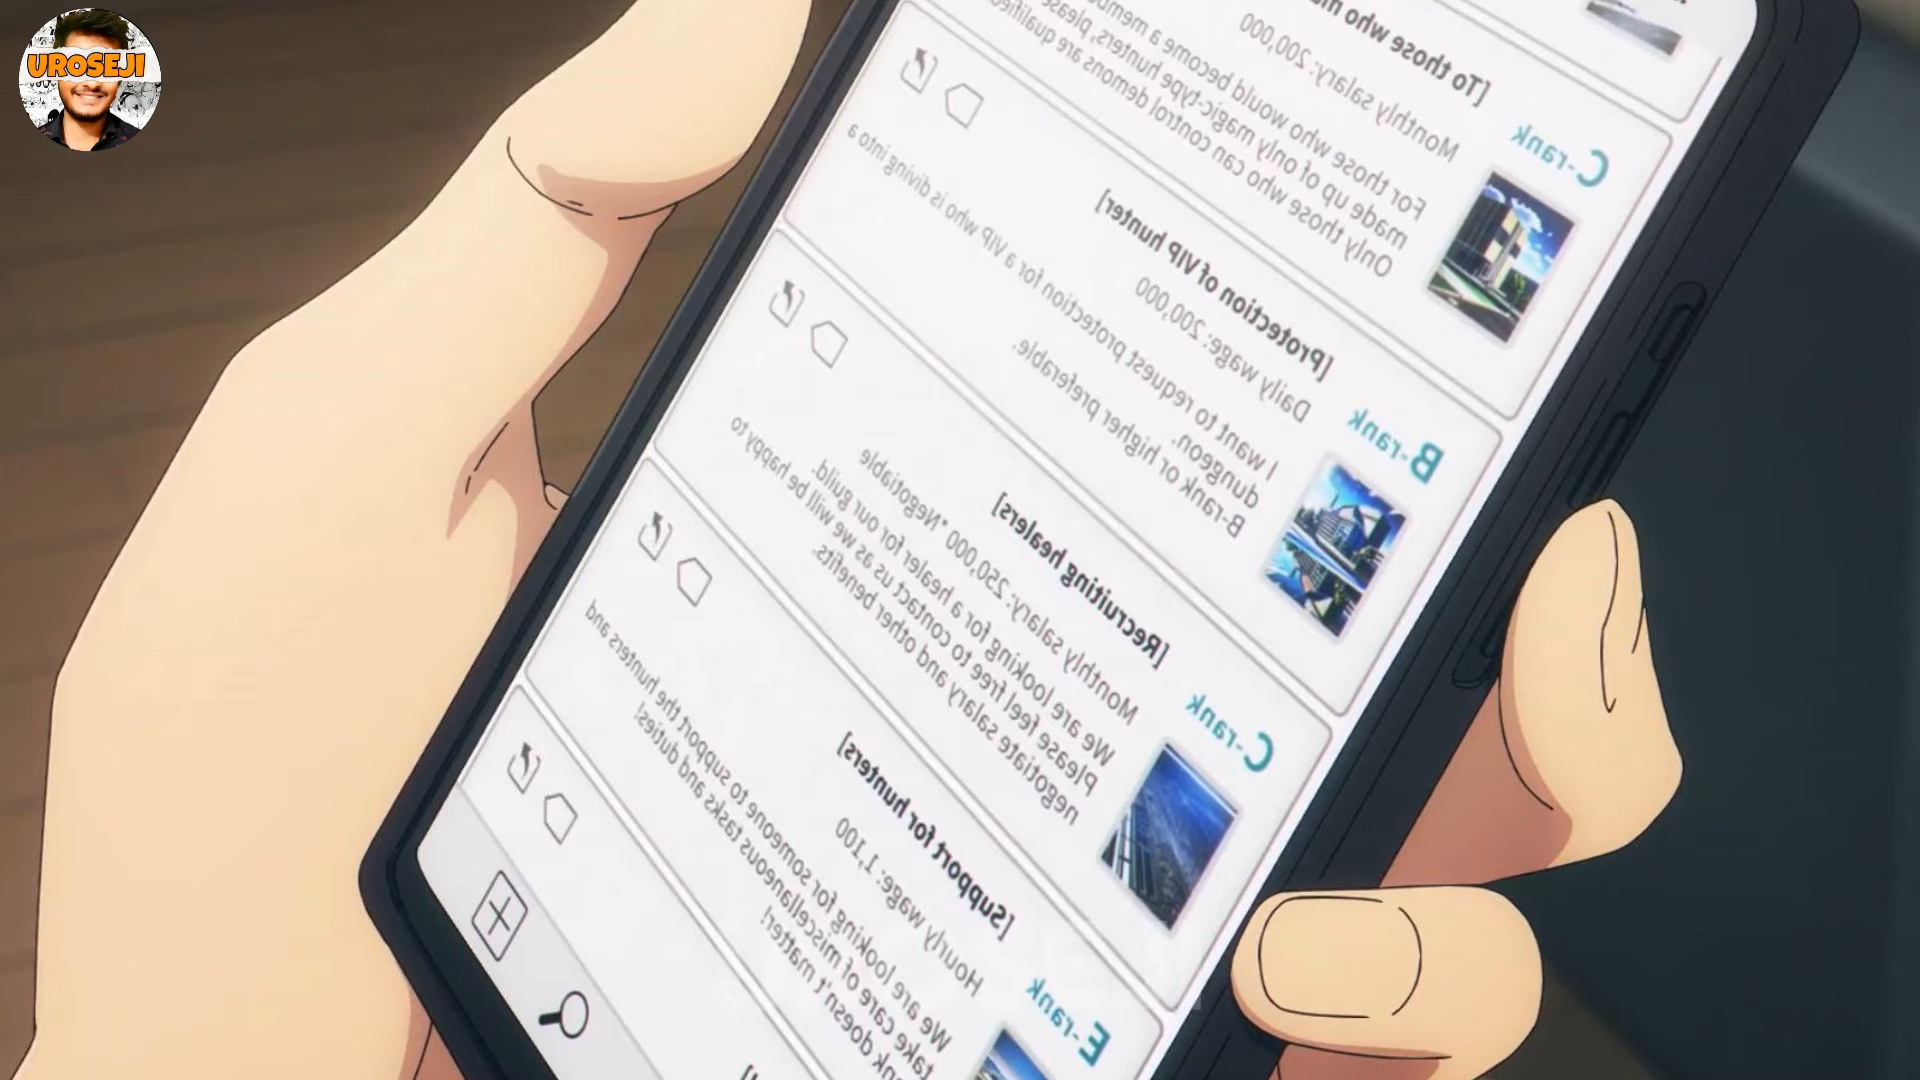 UROSEJI
[To those who ma
Monthly salary: 200,000
For those who would become a
made up of only magic-type hunters, please
Only those who can control demons are qualified
C-rank
[Protection of VIP hunter]
Daily wage: 200,000
I want to request protection for a VIP who is diving into a
dungeon.
B-rank or higher preferable.
B-rank
[Recruiting healers]
Monthly salary: 250,000 *Negotiable
We are looking for a healer for our guild.
Please feel free to contact us as we will be happy to
negotiate salary and other benefits.
C-rank
[Support for hunters]
Hourly wage: 1,100
We are looking for someone to support the hunters and
take care of miscellaneous tasks and duties!
doesn't matter!
E-rank